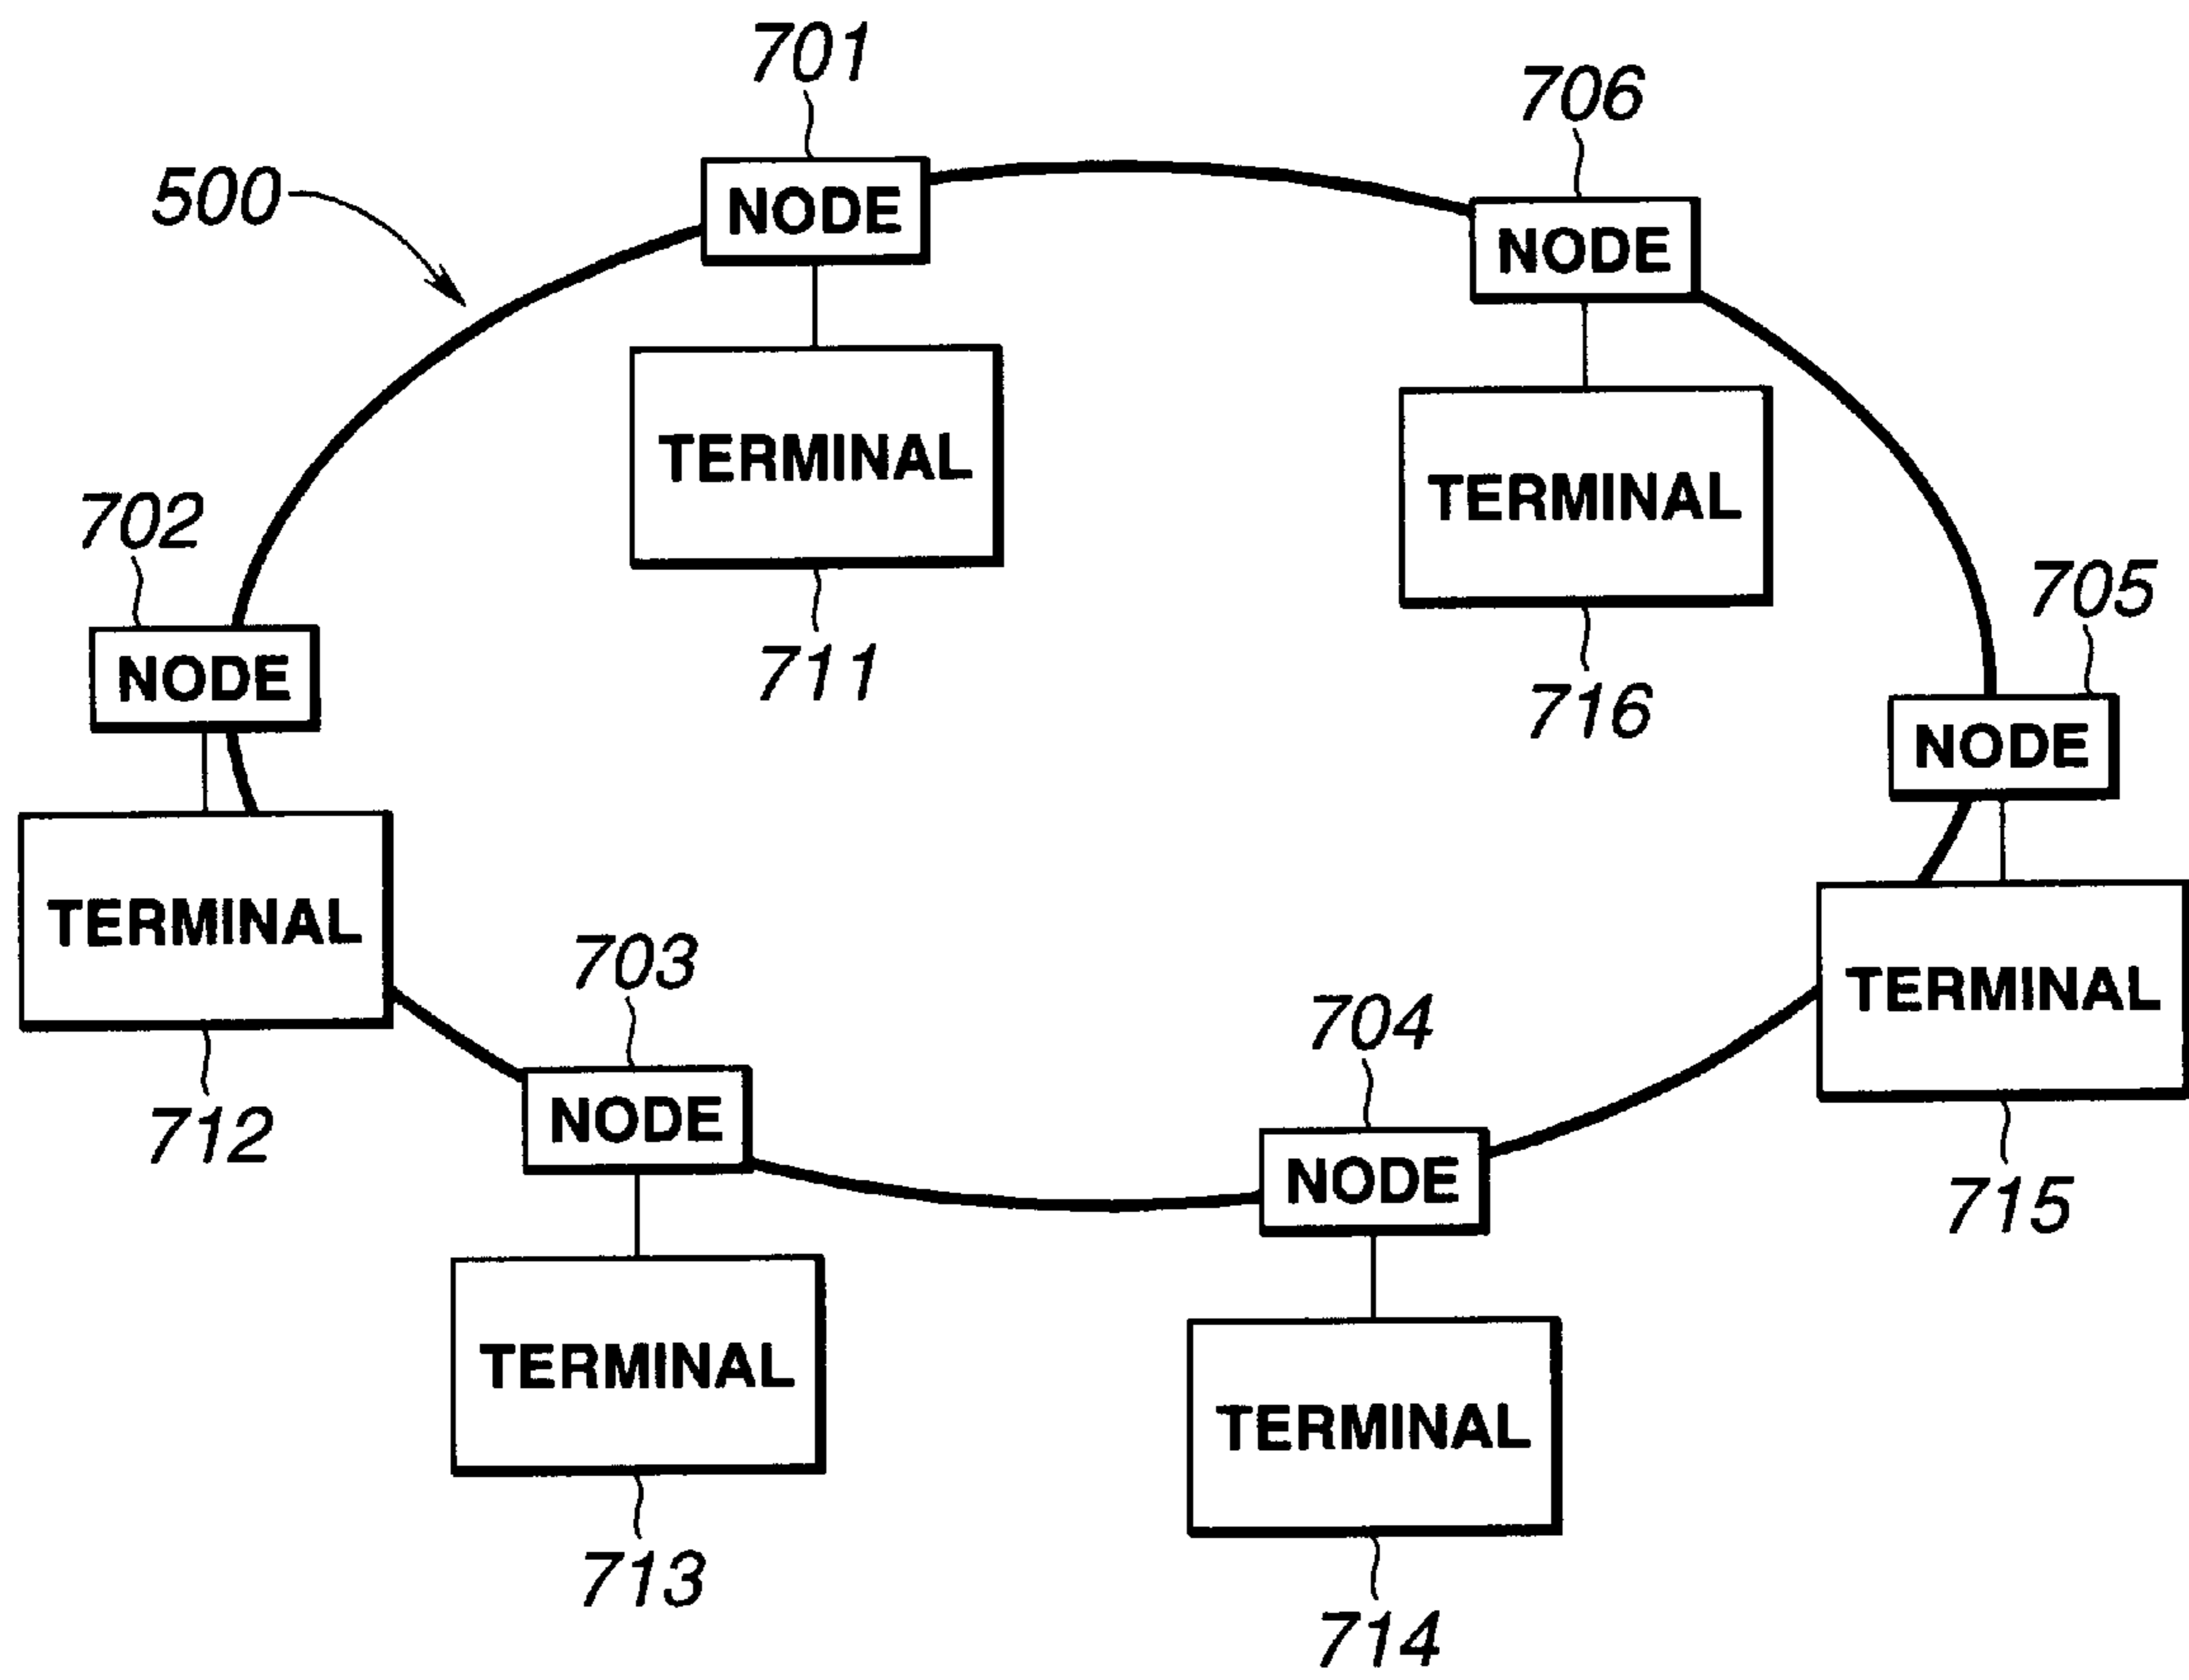 701
706
500
NODE
NODE
TERMINAL
TERMINAL
702
705
NODE
711
716
NODE
TERMINAL
703
TERMINAL
704
712
NODE
NODE
715
TERMINAL
TERMINAL
713
714